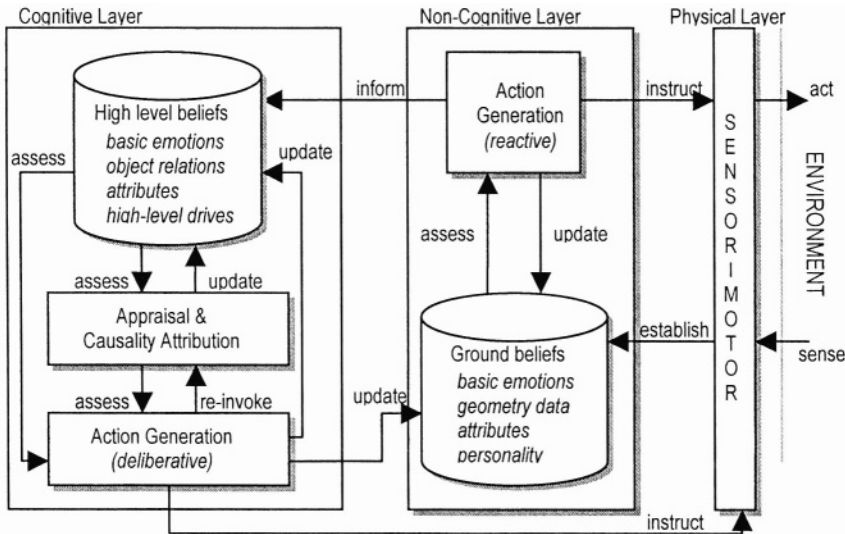 Cognitive Layer
Non-Cognitive Layer
Physical Layer
High level beliefs
basic emotions
object relations
attributes
high-level drives
assess
update
inform
Action
Generation
(reactive)
instruct
act
assess
update
assess
update
Appraisal &
Causality Attribution
assess
re-invoke
Action Generation
(deliberative)
update
Ground beliefs
basic emotions
geometry data
attributes
personality
establish
sense
SENSORIMOTOR
ENVIRONMENT
instruct